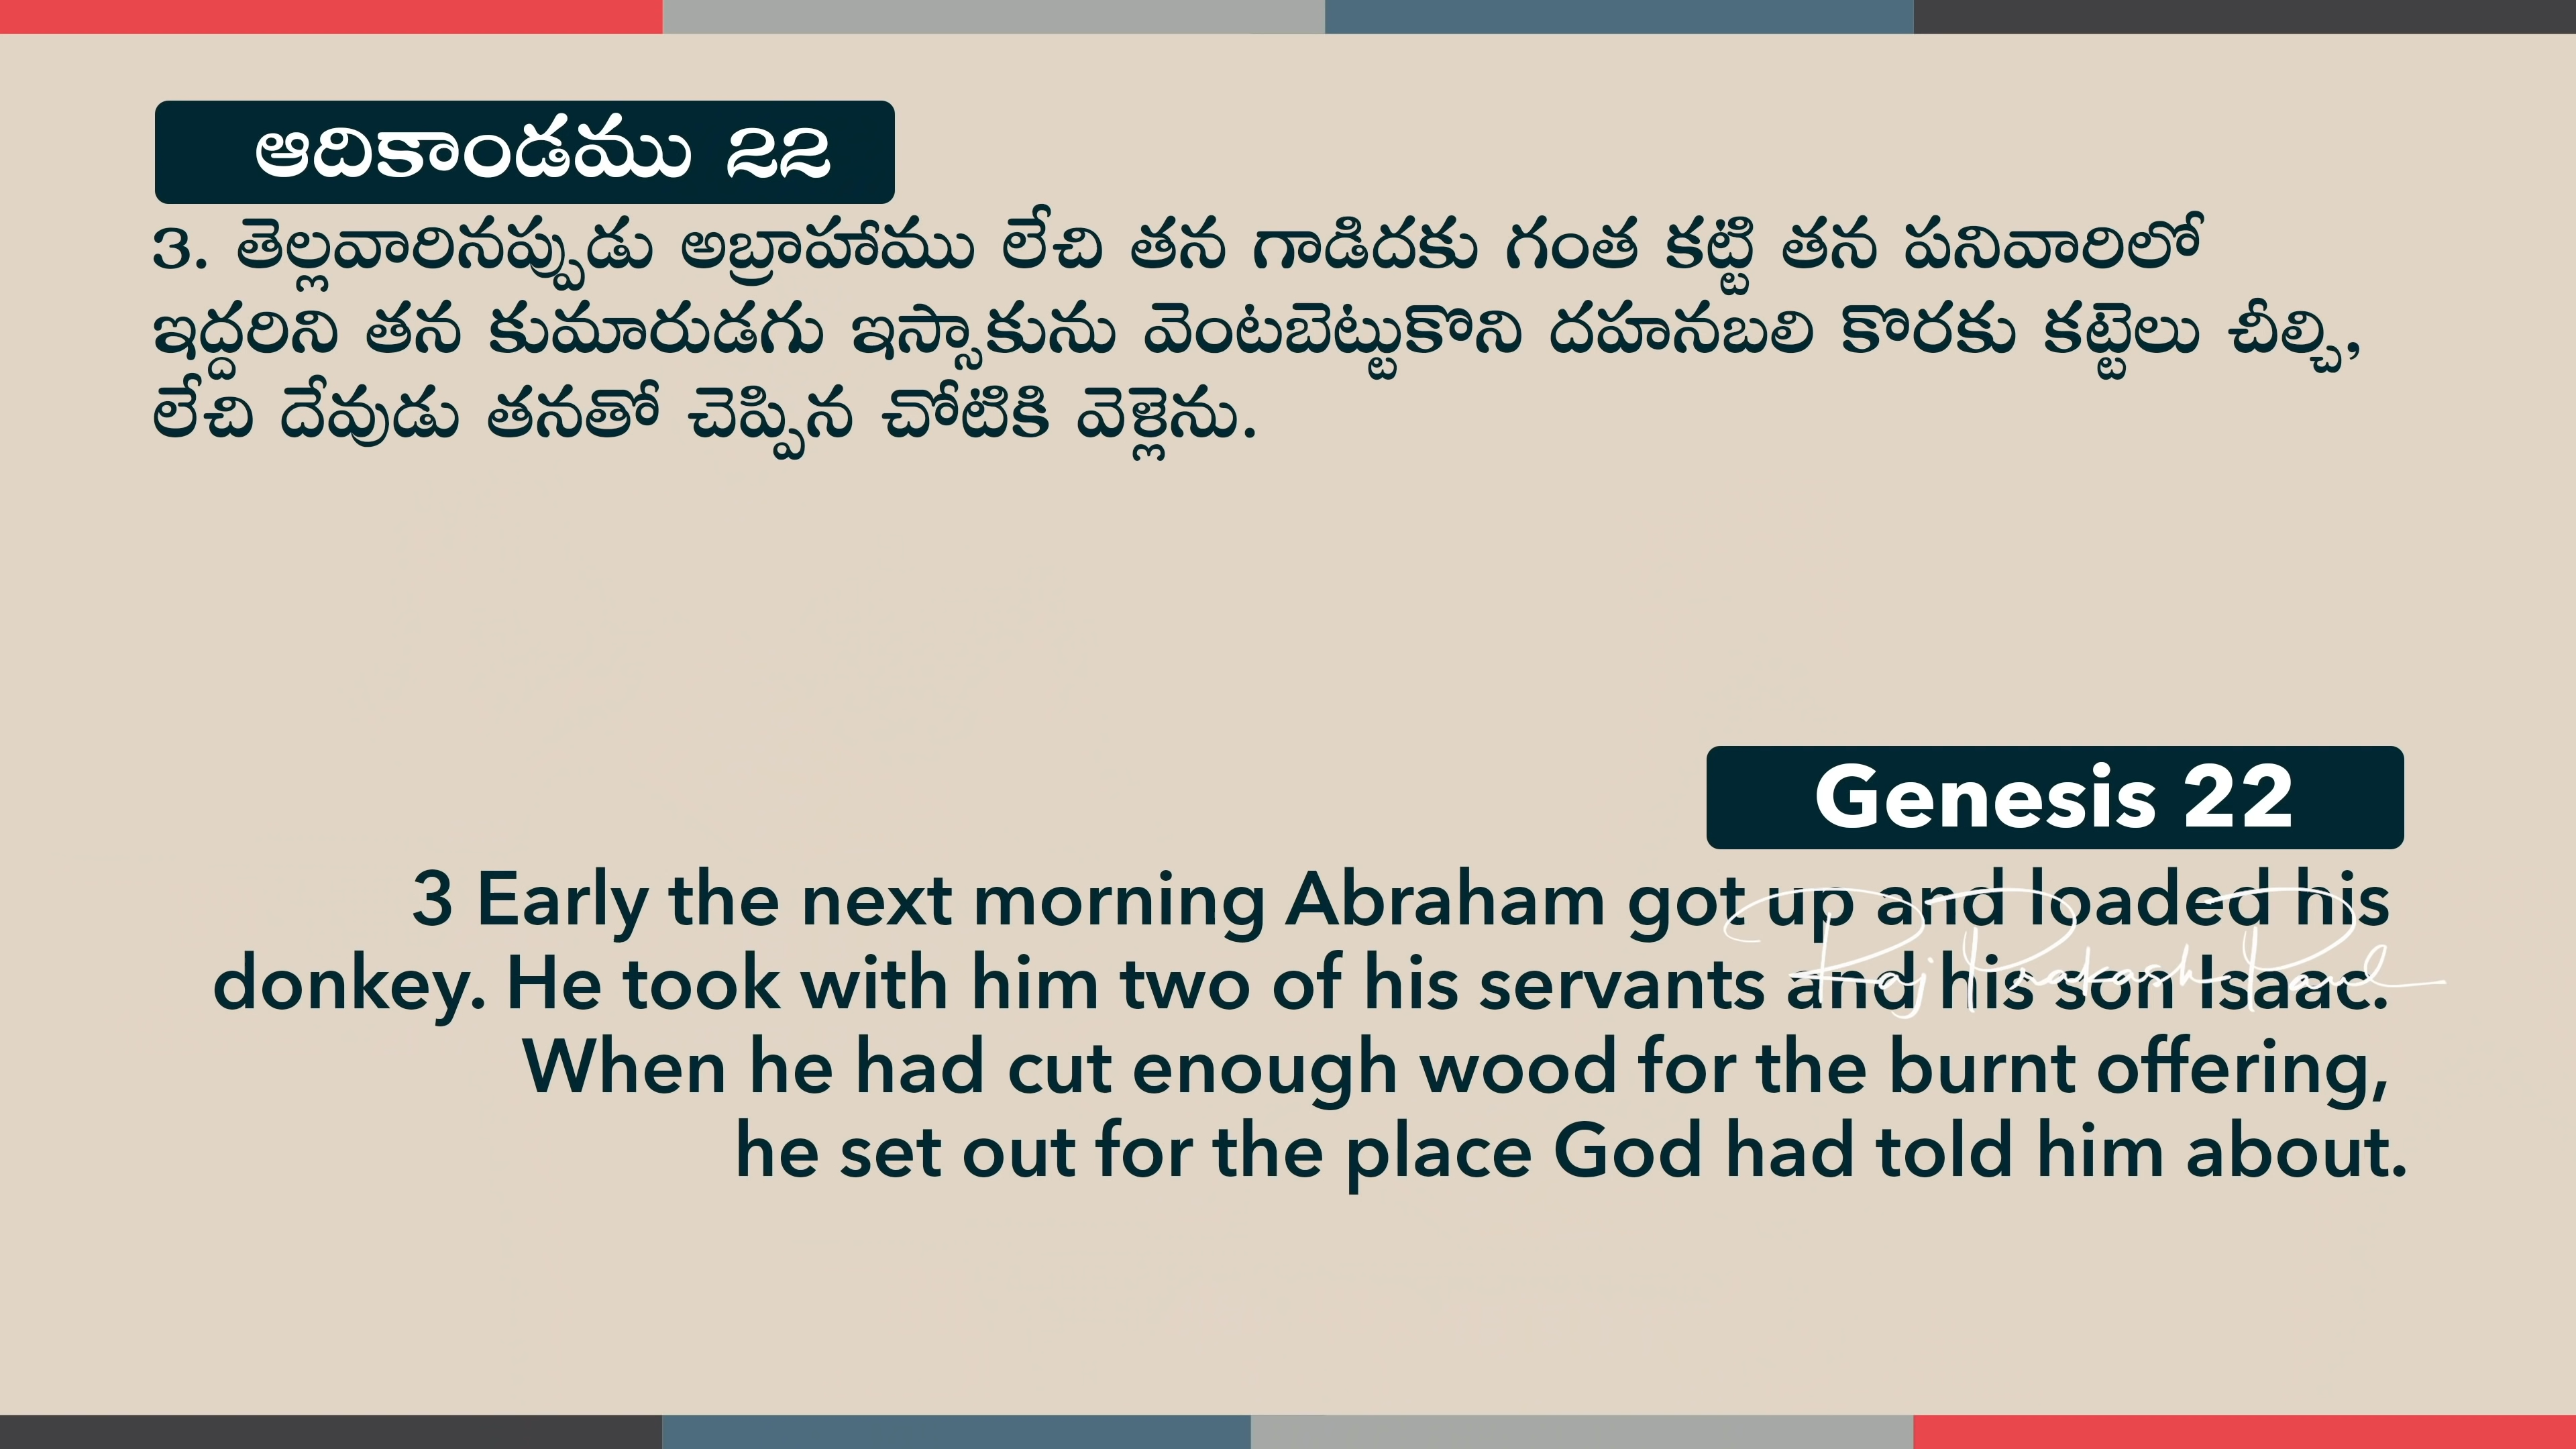 ఆదికాండము 22
3. తెల్లవారినప్పుడు అబ్రాహాము లేచి తన గాడిదకు గంత కట్టి తన పనివారిలో
ఇద్దరిని తన కుమారుడగు ఇస్సాకును వెంటబెట్టుకొని దహనబలి కొరకు కట్టెలు చీల్చి,
లేచి దేవుడు తనతో చెప్పిన చోటికి వెళ్లెను.
Genesis 22
3 Early the next morning Abraham got up and loaded his
donkey. He took with him two of his servants and his son Isaac.
When he had cut enough wood for the burnt offering,
he set out for the place God had told him about.
Raj Prakash Paul